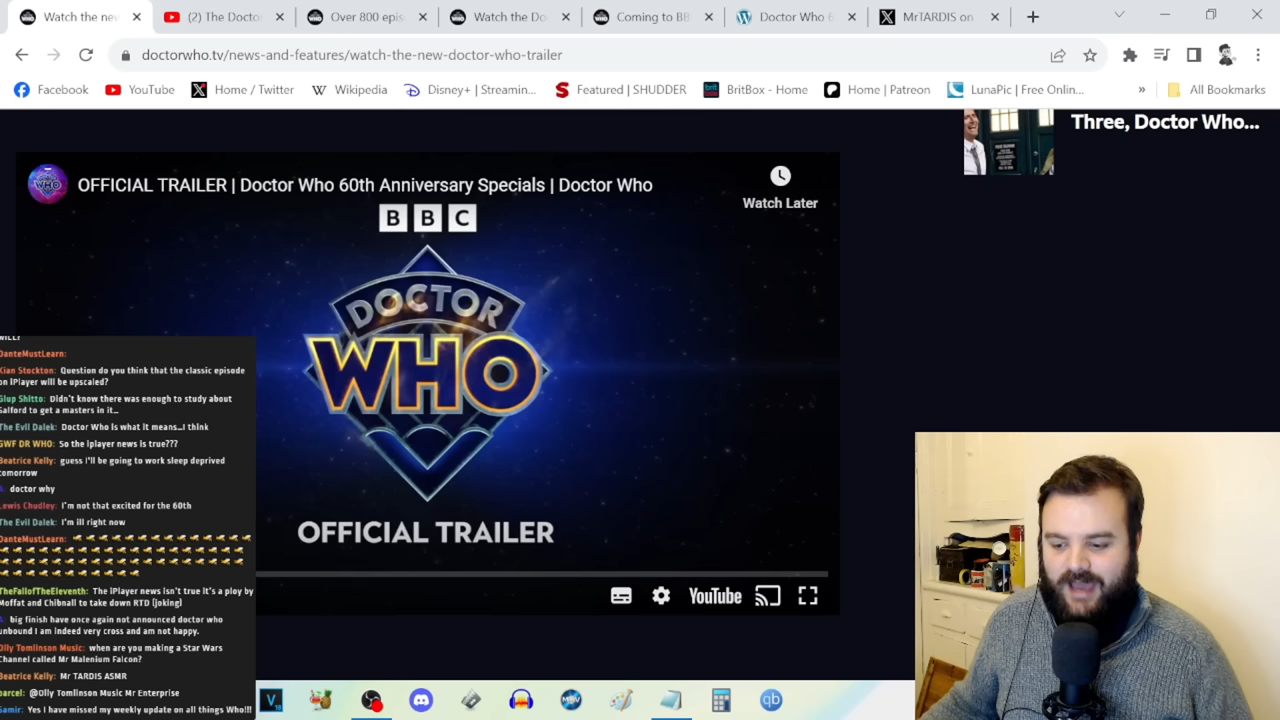 Watch the new
(2) The Docto
Over 800 epis
Watch the Do
Coming to BB
Doctor Who 6
MrTARDIS on
doctorwho.tv/news-and-features/watch-the-new-doctor-who-trailer
Facebook
YouTube
Home / Twitter
Wikipedia
Disney+ | Streamin...
Featured | SHUDDER
BritBox - Home
Home | Patreon
LunaPic | Free Onlin...
»
All Bookmarks
Three, Doctor Who...
OFFICIAL TRAILER | Doctor Who 60th Anniversary Specials | Doctor Who
Watch Later
BBC
DOCTOR
WHO
OFFICIAL TRAILER
YouTube
DanteMustLearn:
Kian Stockton: Question do you think that the classic episode
on iPlayer will be upscaled?
Glup Shitto: Didn't know there was enough to study about
Salford to get a masters in it...
The Evil Dalek: Doctor Who is what it means...I think
GWF DR WHO: So the iplayer news is true???
Beatrice Kelly: guess I'll be going to work sleep deprived
tomorrow
doctor why
Lewis Chudley: I'm not that excited for the 60th
The Evil Dalek: I'm ill right now
DanteMustLearn:
TheFallofTheEleventh: The iPlayer news isn't true it's a ploy by
Moffat and Chibnall to take down RTD (joking)
big finish have once again not announced doctor who
unbound I am indeed very cross and am not happy.
Olly Tomlinson Music: when are you making a Star Wars
Channel called Mr Malenium Falcon?
Beatrice Kelly: Mr TARDIS ASMR
parcel: @Olly Tomlinson Music Mr Enterprise
Samir: Yes I have missed my weekly update on all things Who!!!